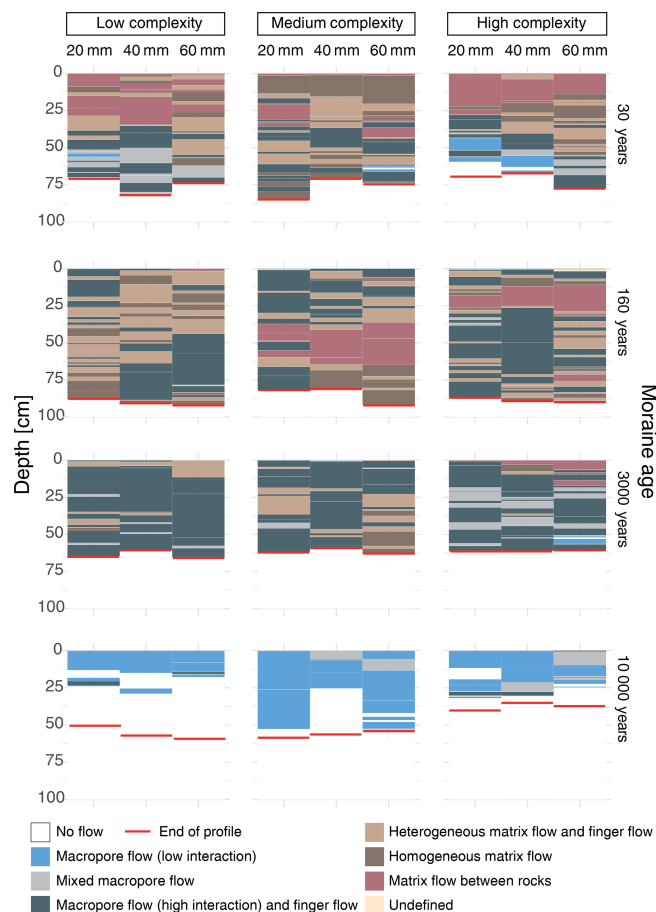 Low complexity Medium complexity High complexity
20 mm 40 mm 60 mm 20 mm 40 mm 60 mm 20 mm 40 mm 60 mm
0
25
50
75
100
30 years
0
25
50
75
100
160 years
0
25
50
75
100
3000 years
0
25
50
75
100
10 000 years
Depth [cm]
Moraine age
No flow End of profile Heterogeneous matrix flow and finger flow
Macropore flow (low interaction) Homogeneous matrix flow
Mixed macropore flow Matrix flow between rocks
Macropore flow (high interaction) and finger flow Undefined